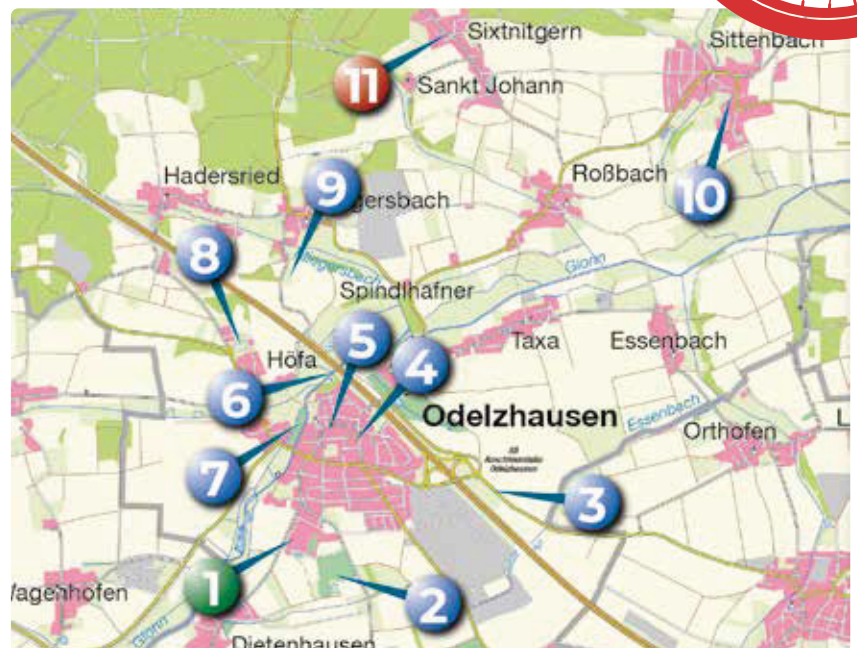 Sixtnitgern
Sittenbach
11
Sankt Johann
Hadersried
9
gersbach
Roßbach
10
8
Glonn
Spindlhafner
5
Taxa
Essenbach
Höfa
4
6
Odelzhausen
Essenbach
Orthofen
L
7
3
1
2
Glonn
Dietenhausen